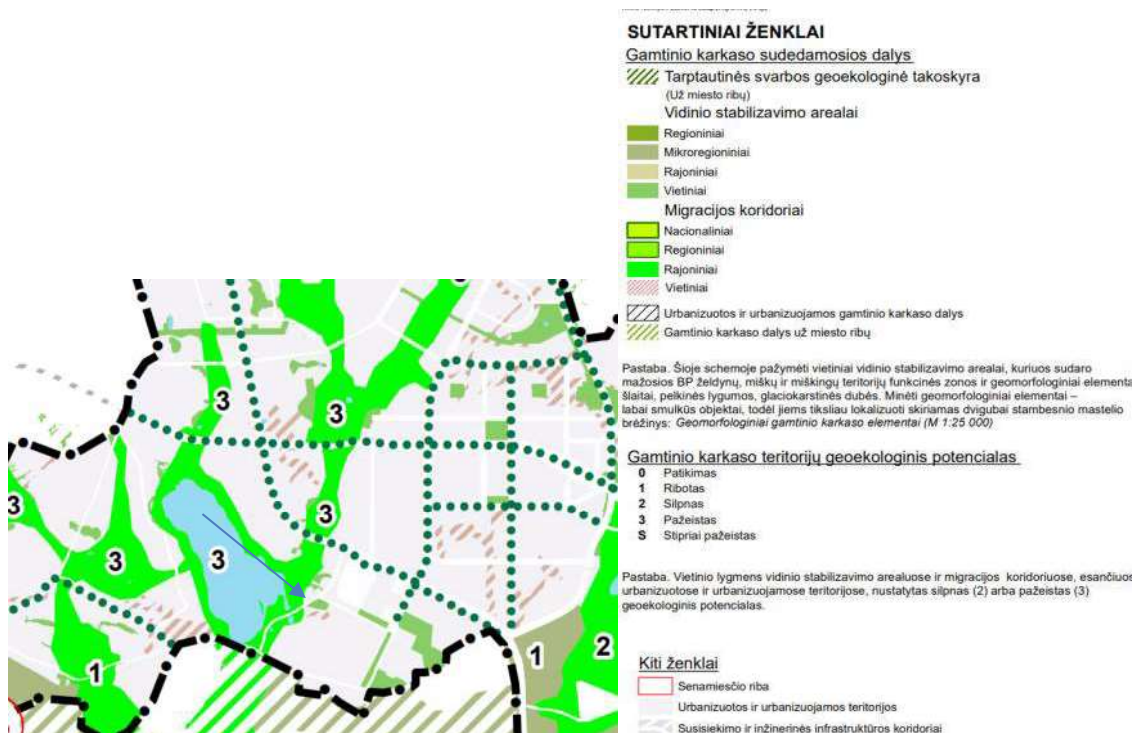 SUTARTINIAI ŽENKLAI
Gamtinio karkaso sudedamosios dalys
Tarptautinės svarbos geoekologinė takoskyra
(Už miesto ribų)
Vidinio stabilizavimo arealai
Regioniniai
Mikroregioniniai
Rajoniniai
Vietiniai
Migracijos koridoriai
Nacionaliniai
Regioniniai
Rajoniniai
Vietiniai
Urbanizuotos ir urbanizuojamos gamtinio karkaso dalys
Gamtinio karkaso dalys už miesto ribų
Pastaba. Šioje schemoje pažymėti vietiniai vidinio stabilizavimo arealai, kuriuos sudaro
mažosios BP želdynų, miškų ir miškingų teritorijų funkcinės zonos ir geomorfologiniai elementa
šlaitai, pelkinės lygumos, glaciokarstinės dubės. Minėti geomorfologiniai elementai –
labai smulkūs objektai, todėl jiems tiksliau lokalizuoti skiriamas dvigubai stambesnio mastelio
brėžinys: Geomorfologiniai gamtinio karkaso elementai (M 1:25 000)
Gamtinio karkaso teritorijų geoekologinis potencialas
0 Patikimas
1 Ribotas
2 Silpnas
3 Pažeistas
S Stipriai pažeistas
Pastaba. Vietinio lygmens vidinio stabilizavimo arealuose ir migracijos koridoriuose, esančiuos
urbanizuotose ir urbanizuojamose teritorijose, nustatytas silpnas (2) arba pažeistas (3)
geoekologinis potencialas.
Kiti ženklai
Senamiesčio riba
Urbanizuotos ir urbanizuojamos teritorijos
Susisiekimo ir inžinerinės infrastruktūros koridoriai
3
3
3
3
3
3
1
1
2